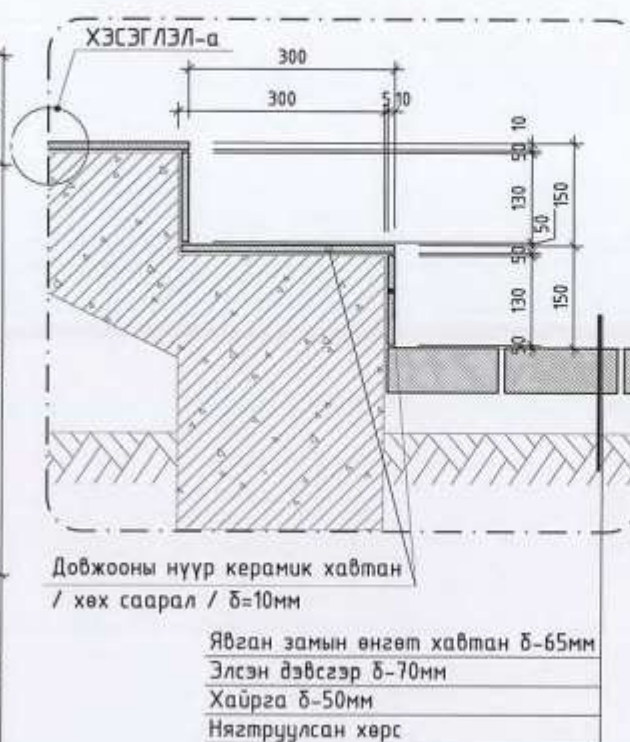 ХЭСЭГЛЭЛ-а
300
300
5 10
10
50
130
150
50
50
130
150
50
Довжооны нүүр керамик хавтан
/ хөх саарал / δ=10мм
Явган замын өнгөт хавтан δ-65мм
Элсэн дэвсгэр δ-70мм
Хайрга δ-50мм
Нягтруулсан хөрс